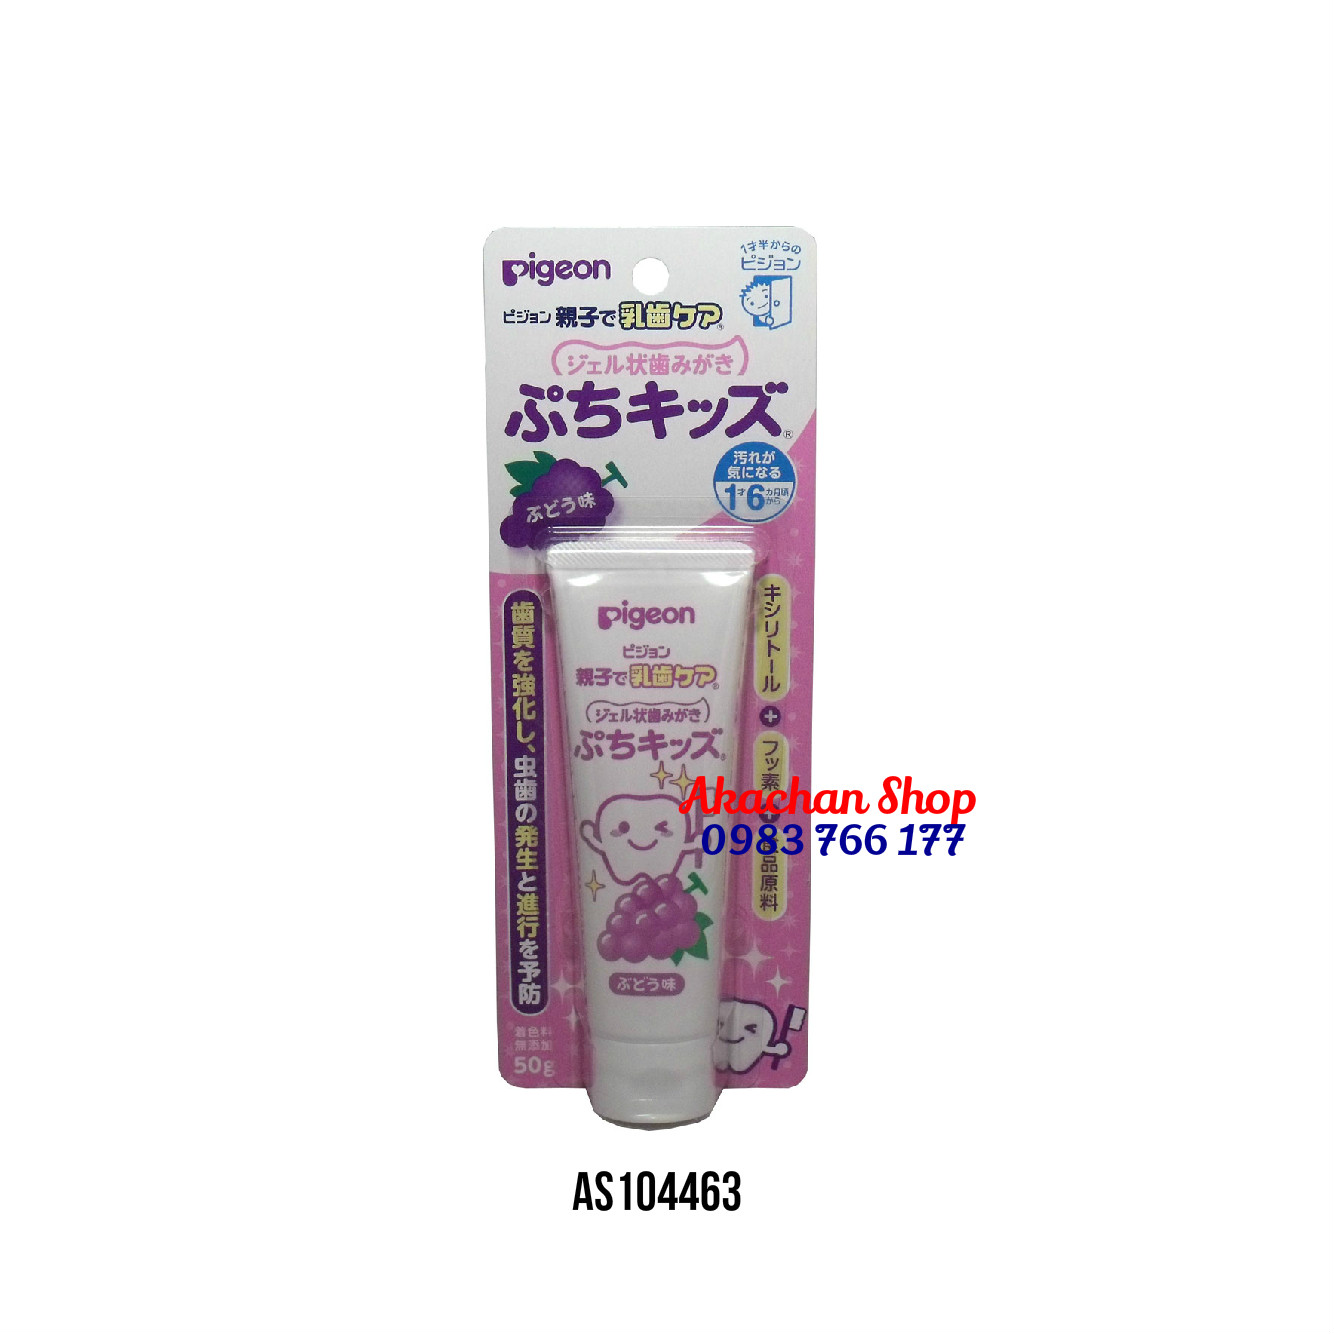 pigeon
1才半からの
ピジョン
ピジョン 親子で乳歯ケア®
ジェル状歯みがき
ぷちキッズ®
汚れが
気になる
1才6カ月頃から
ぶどう味
歯質を強化し、虫歯の発生と進行を予防
キシリトール
+
フッ素
+
品原料
着色料
無添加
50g
pigeon
ピジョン
親子で乳歯ケア®
ジェル状歯みがき
ぷちキッズ®
ぶどう味
Akachan Shop
0983 766 177
AS104463